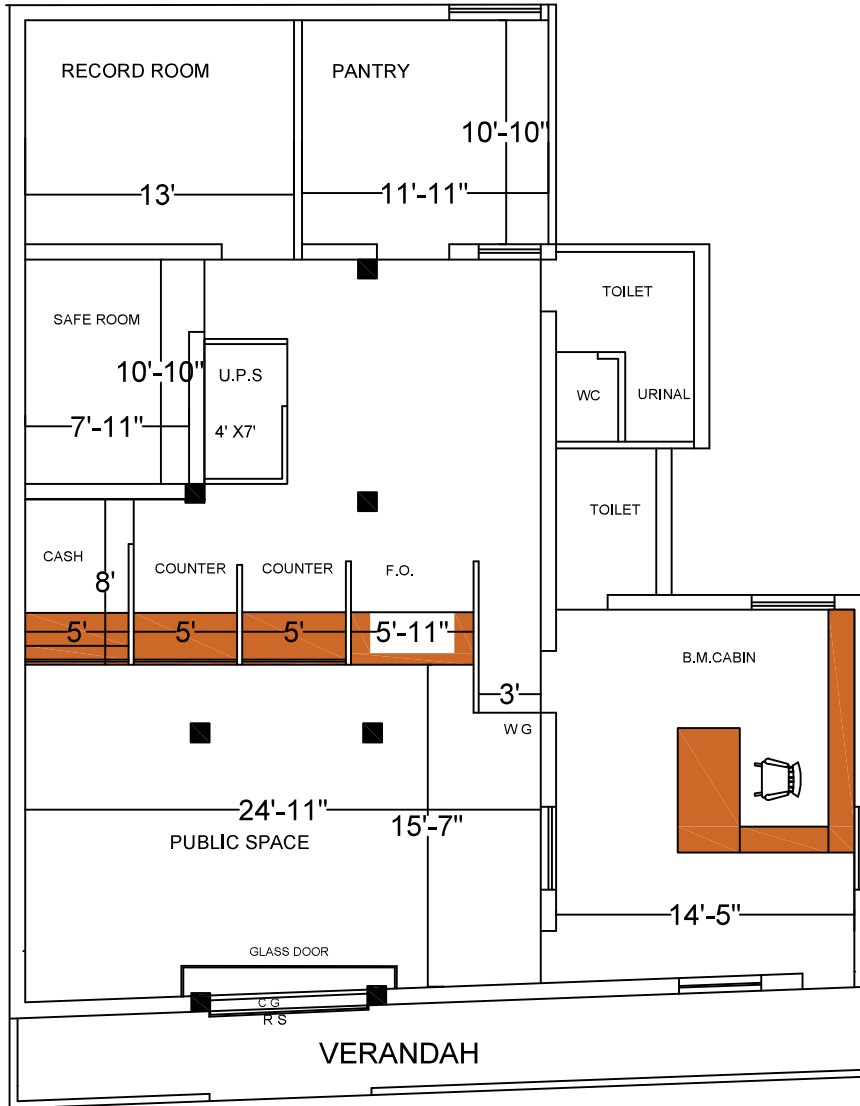 RECORD ROOM
PANTRY
10'-10"
13'
11'-11"
TOILET
SAFE ROOM
10'-10"
U.P.S
7'-11"
4' X7'
WC
URINAL
TOILET
CASH
COUNTER
COUNTER
F.O.
8'
5'
5'
5'
5'-11"
B.M.CABIN
3'
W G
24'-11"
15'-7"
PUBLIC SPACE
14'-5"
GLASS DOOR
C G
R S
VERANDAH